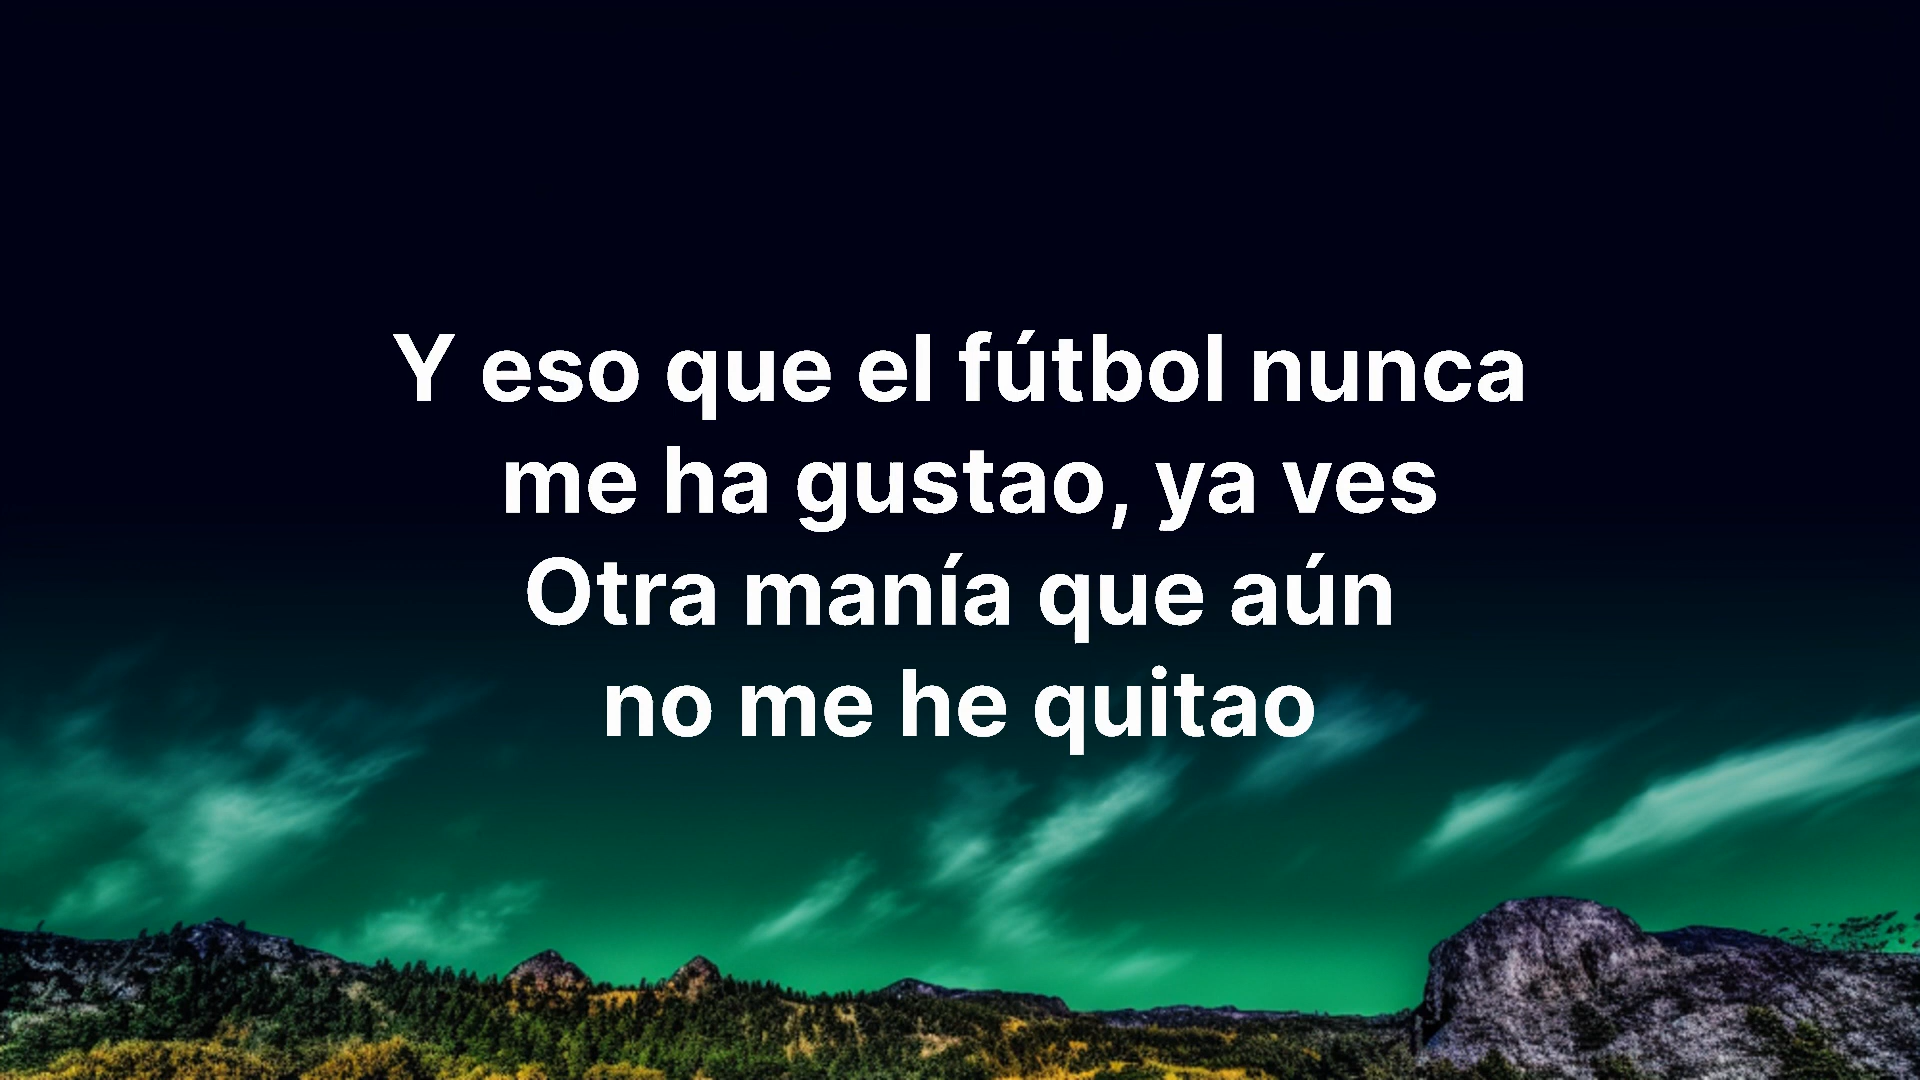 Y eso que el fútbol nunca
me ha gustao, ya ves
Otra manía que aún
no me he quitao